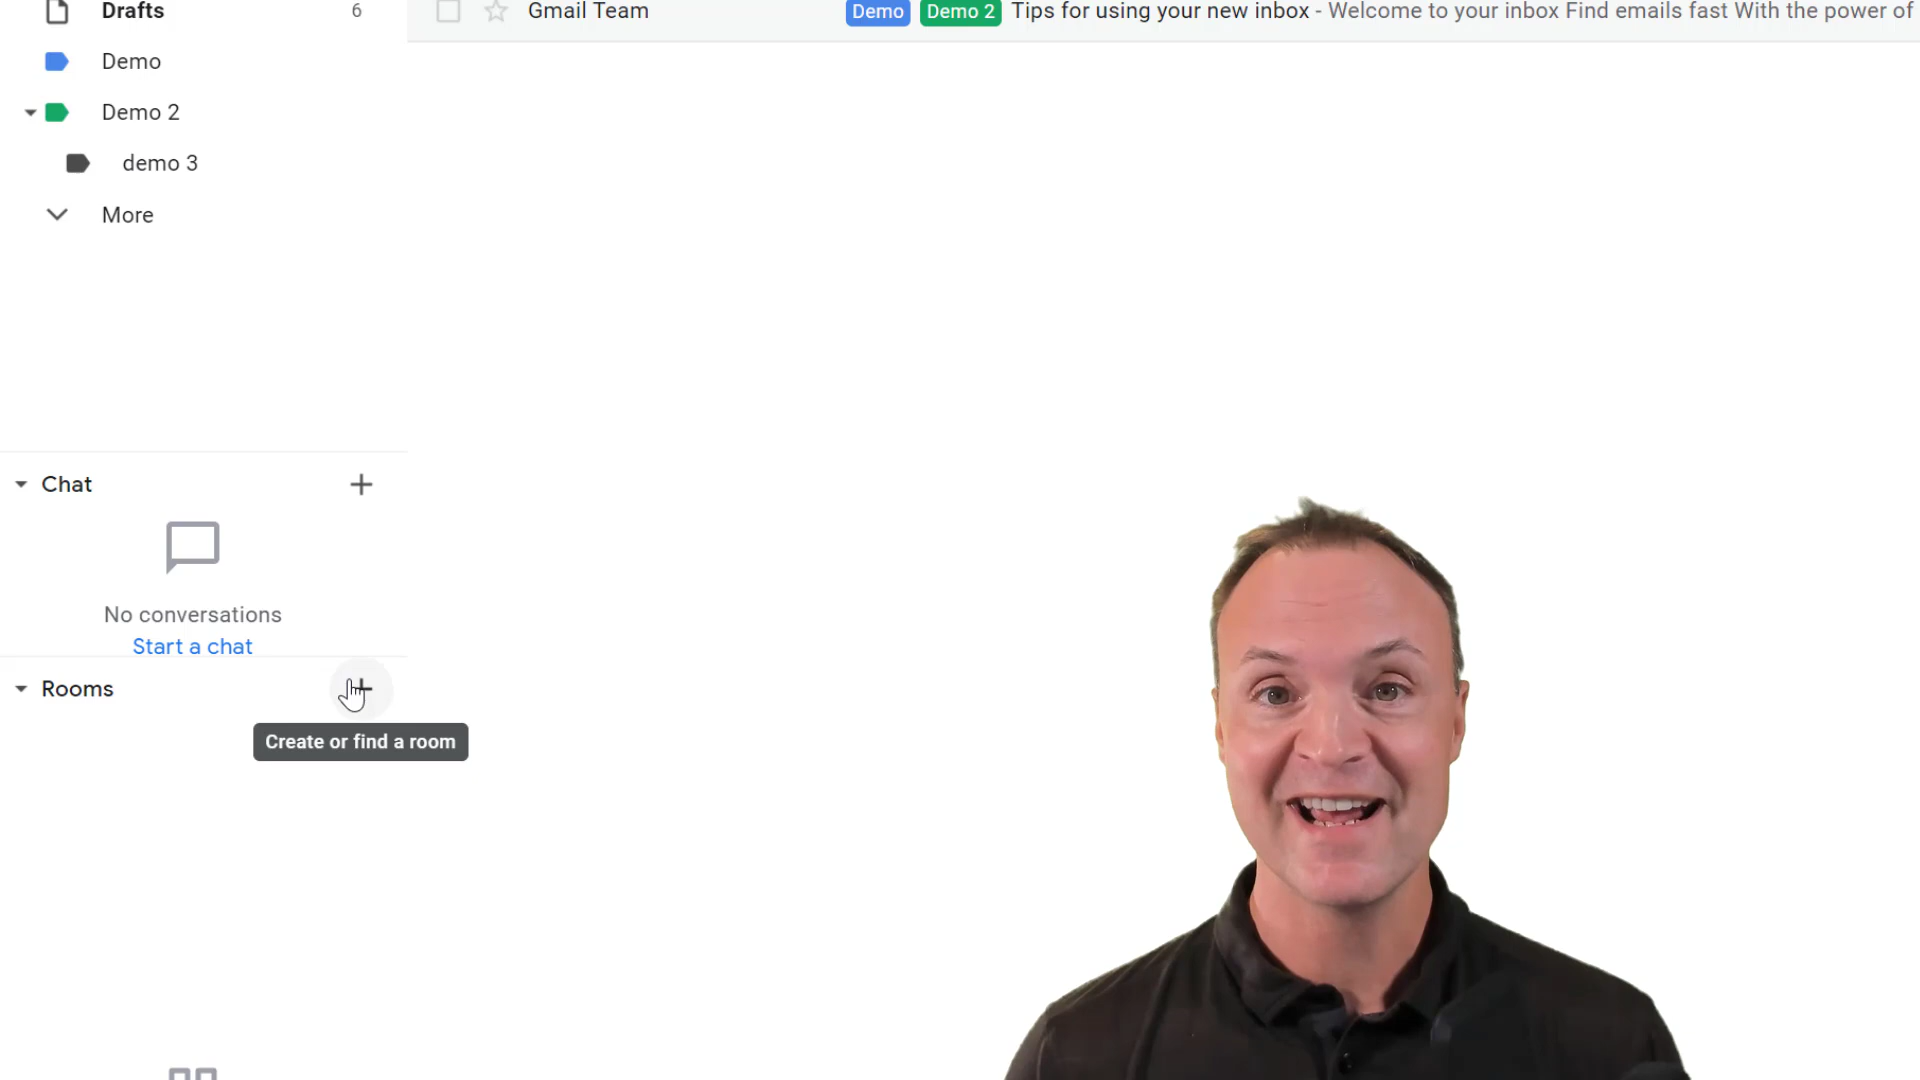 Drafts 6
Gmail Team Demo Demo 2 Tips for using your new inbox - Welcome to your inbox Find emails fast With the power of
Demo
Demo 2
demo 3
More
Chat
No conversations
Start a chat
Rooms
Create or find a room